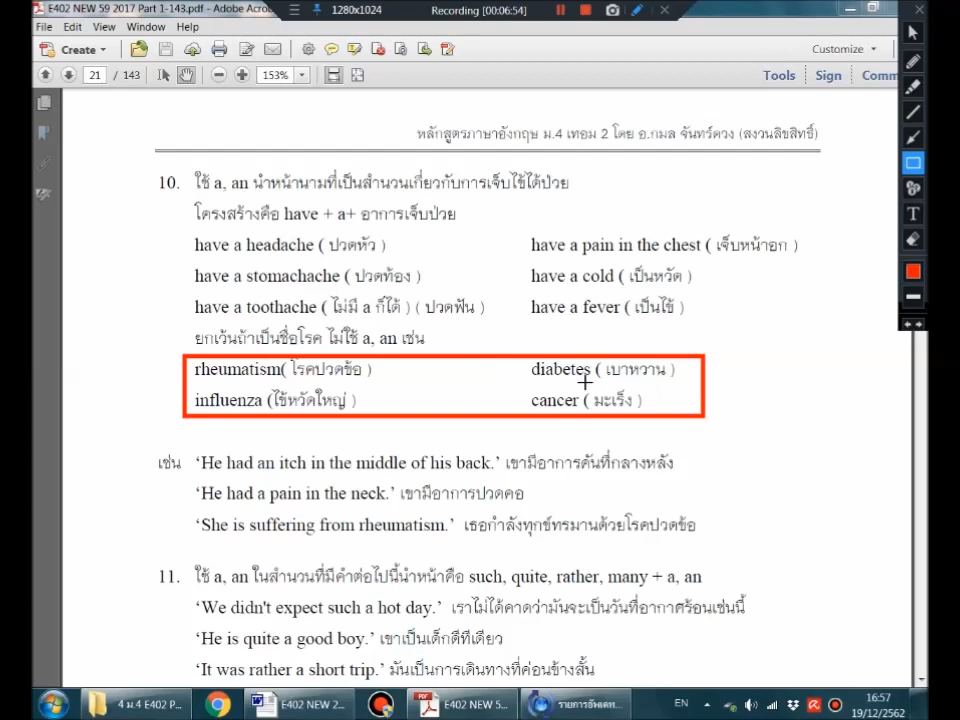 E402 NEW 59 2017 Part 1-143.pdf - Adobe Acro
1280x1024
Recording [00:06:54]
File Edit View Window Help
Create
Customize
21 / 143
153%
Tools Sign Comm
หลักสูตรภาษาอังกฤษ ม.4 เทอม 2 โดย อ.กมล จันทร์ดวง (สงวนลิขสิทธิ์)
10. ใช้ a, an นำหน้านามที่เป็นสำนวนเกี่ยวกับการเจ็บไข้ได้ป่วย
โครงสร้างคือ have + a+ อาการเจ็บป่วย
have a headache ( ปวดหัว ) have a pain in the chest ( เจ็บหน้าอก )
have a stomachache ( ปวดท้อง ) have a cold ( เป็นหวัด )
have a toothache ( ไม่มี a ก็ได้ ) ( ปวดฟัน ) have a fever ( เป็นไข้ )
ยกเว้นถ้าเป็นชื่อโรค ไม่ใช้ a, an เช่น
rheumatism( โรคปวดข้อ ) diabetes ( เบาหวาน )
influenza (ไข้หวัดใหญ่ ) cancer ( มะเร็ง )
เช่น ‘He had an itch in the middle of his back.’ เขามีอาการคันที่กลางหลัง
‘He had a pain in the neck.’ เขามีอาการปวดคอ
‘She is suffering from rheumatism.’ เธอกำลังทุกข์ทรมานด้วยโรคปวดข้อ
11. ใช้ a, an ในสำนวนที่มีคำต่อไปนี้นำหน้าคือ such, quite, rather, many + a, an
‘We didn't expect such a hot day.’ เราไม่ได้คาดว่ามันจะเป็นวันที่อากาศร้อนเช่นนี้
‘He is quite a good boy.’ เขาเป็นเด็กดีทีเดียว
‘It was rather a short trip.’ มันเป็นการเดินทางที่ค่อนข้างสั้น
4 ม.4 E402 P... E402 NEW 2... E402 NEW 5... รายการอัพเดท...
EN
16:57
19/12/2562